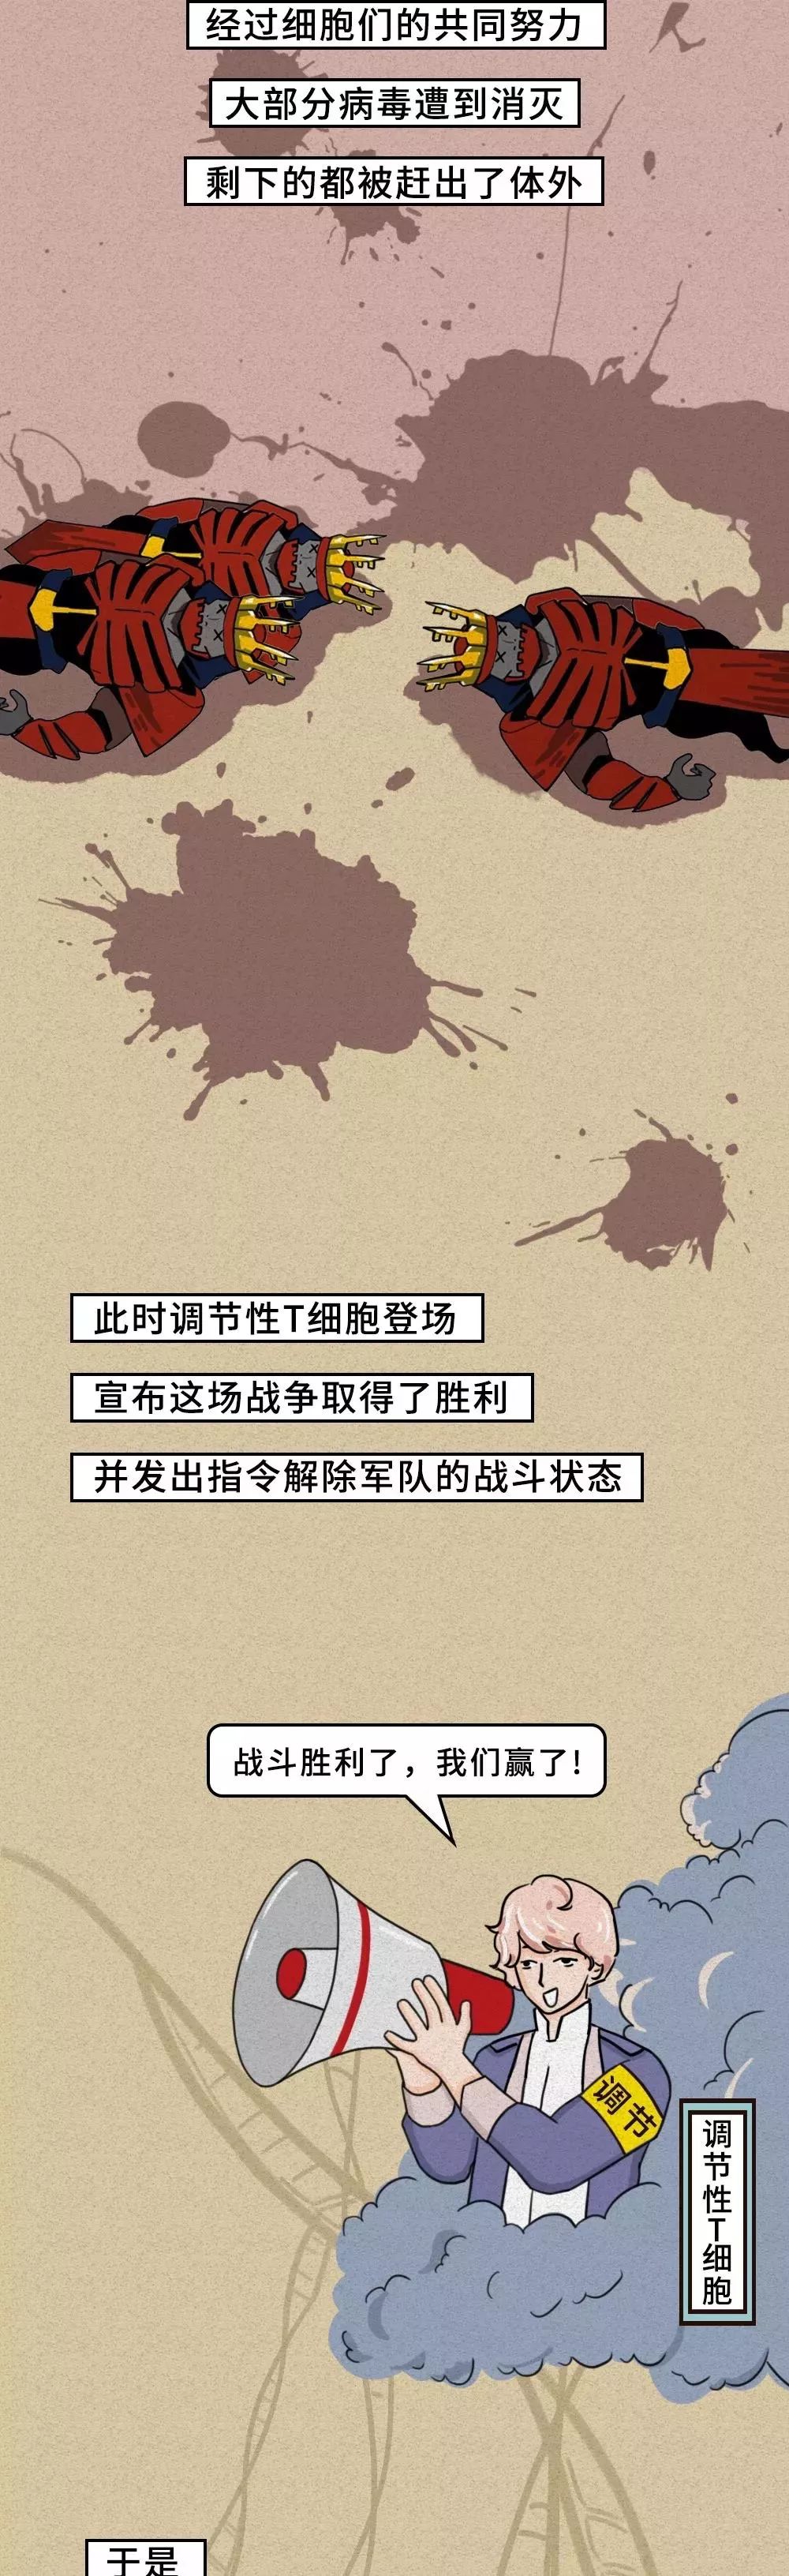 经过细胞们的共同努力
大部分病毒遭到消灭
剩下的都被赶出了体外
此时调节性T细胞登场
宣布这场战争取得了胜利
并发出指令解除军队的战斗状态
战斗胜利了，我们赢了!
调节
调节性T细胞
于是